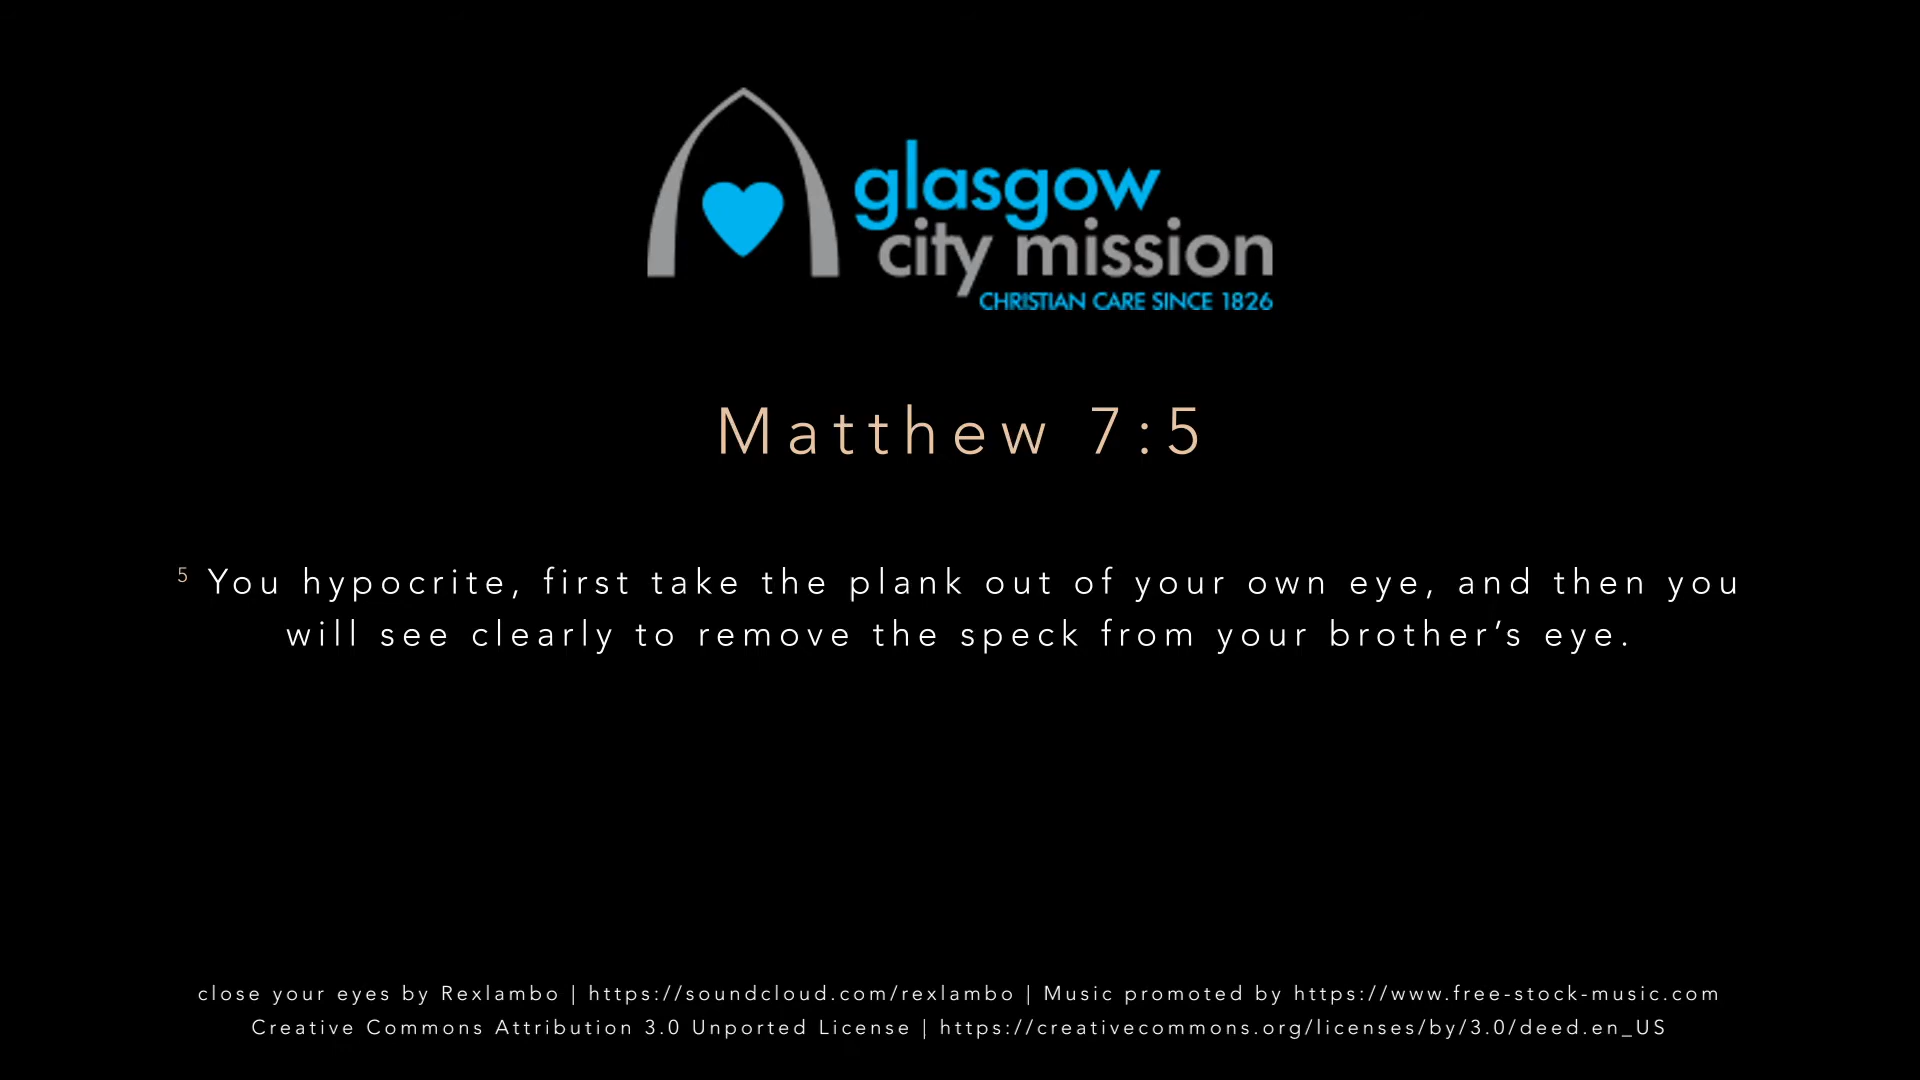 glasgow
city mission
CHRISTIAN CARE SINCE 1826
Matthew 7:5
5 You hypocrite, first take the plank out of your own eye, and then you
will see clearly to remove the speck from your brother’s eye.
close your eyes by Rexlambo | https://soundcloud.com/rexlambo | Music promoted by https://www.free-stock-music.com
Creative Commons Attribution 3.0 Unported License | https://creativecommons.org/licenses/by/3.0/deed.en_US